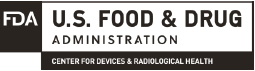 FDA
U.S. FOOD & DRUG
ADMINISTRATION
CENTER FOR DEVICES & RADIOLOGICAL HEALTH